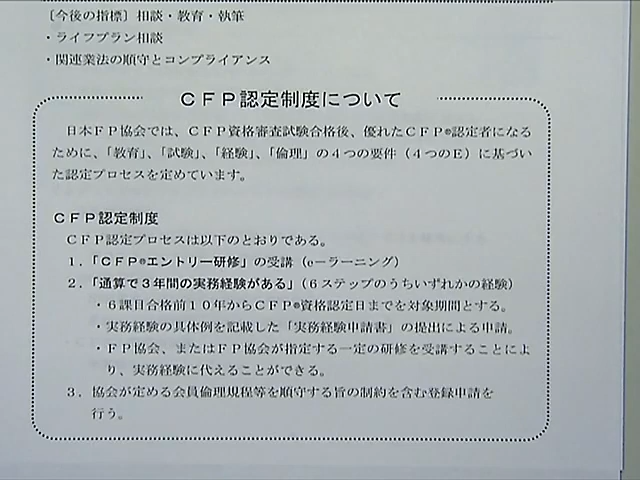 〔今後の指標〕相談・教育・執筆
・ライフプラン相談
・関連業法の順守とコンプライアンス
ＣＦＰ認定制度について
日本ＦＰ協会では、ＣＦＰ資格審査試験合格後、優れたＣＦＰ®認定者になる
ために、「教育」、「試験」、「経験」、「倫理」の４つの要件（４つのＥ）に基づい
た認定プロセスを定めています。
ＣＦＰ認定制度
ＣＦＰ認定プロセスは以下のとおりである。
１．「ＣＦＰ®エントリー研修」の受講（e－ラーニング）
２．「通算で３年間の実務経験がある」（６ステップのうちいずれかの経験）
・６課目合格前１０年からＣＦＰ®資格認定日までを対象期間とする。
・実務経験の具体例を記載した「実務経験申請書」の提出による申請。
・ＦＰ協会、またはＦＰ協会が指定する一定の研修を受講することによ
り、実務経験に代えることができる。
３．協会が定める会員倫理規程等を順守する旨の制約を含む登録申請を
行う。